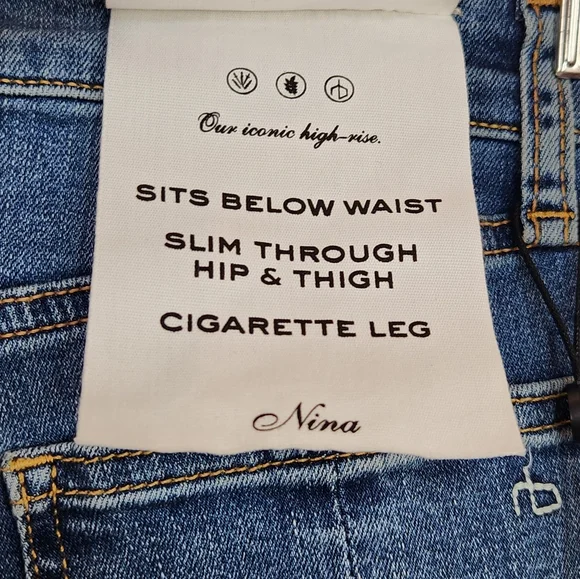 Our iconic high-rise.
SITS BELOW WAIST
SLIM THROUGH
HIP & THIGH
CIGARETTE LEG
Nina